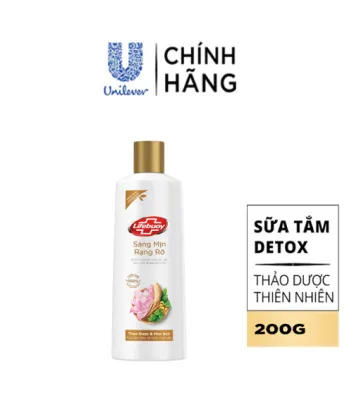 Unilever
CHÍNH
HÃNG
Lifebuoy
Sáng Mịn
Rạng Rỡ
SỮA TẮM
DETOX
THẢO DƯỢC
THIÊN NHIÊN
200G